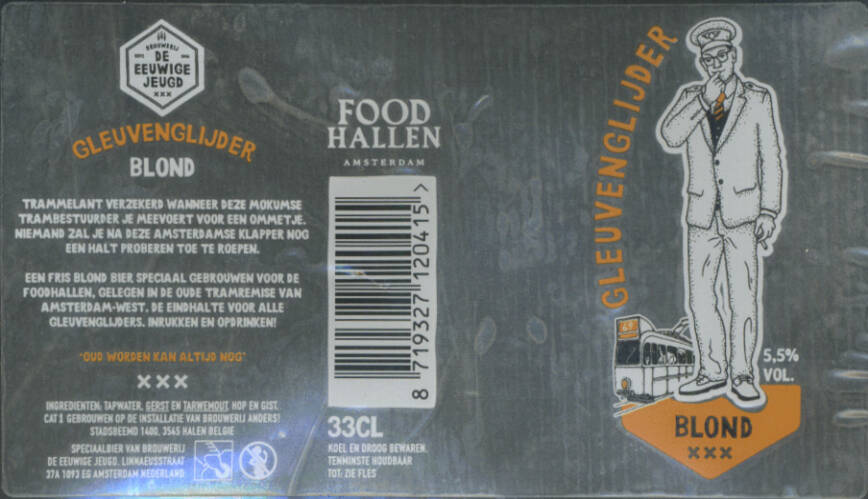 BROUWERIJ
DE
EEUWIGE
JEUGD
XXX
GLEUVENGLIJDER
BLOND
TRAMMELANT VERZEKERD WANNEER DEZE MOKUMSE
TRAMBESTUURDER JE MEEVOERT VOOR EEN OMMETJE.
NIEMAND ZAL JE NA DEZE AMSTERDAMSE KLAPPER NOG
EEN HALT PROBEREN TOE TE ROEPEN.
EEN FRIS BLOND BIER SPECIAAL GEBROUWEN VOOR DE
FOODHALLEN, GELEGEN IN DE OUDE TRAMREMISE VAN
AMSTERDAM-WEST. DE EINDHALTE VOOR ALLE
GLEUVENGLIJDERS. INRUKKEN EN OPDRINKEN!
"OUD WORDEN KAN ALTIJD NOG"
XXX
INGREDIENTEN: TAPWATER, GERST EN TARWEMOUT, HOP EN GIST.
CAT 1 GEBROUWEN OP DE INSTALLATIE VAN BROUWERIJ ANDERS!
STADSBEEMD 1400, 3545 HALEN BELGIE
SPECIAALBIER VAN BROUWERIJ
DE EEUWIGE JEUGD. LINNAEUSSTRAAT
37A 1093 EG AMSTERDAM NEDERLAND
FOOD
HALLEN
AMSTERDAM
8 719327 120415 >
33CL
KOEL EN DROOG BEWAREN.
TENMINSTE HOUDBAAR
TOT: ZIE FLES
GLEUVENGLIJDER
5,5%
VOL.
BLOND
XXX